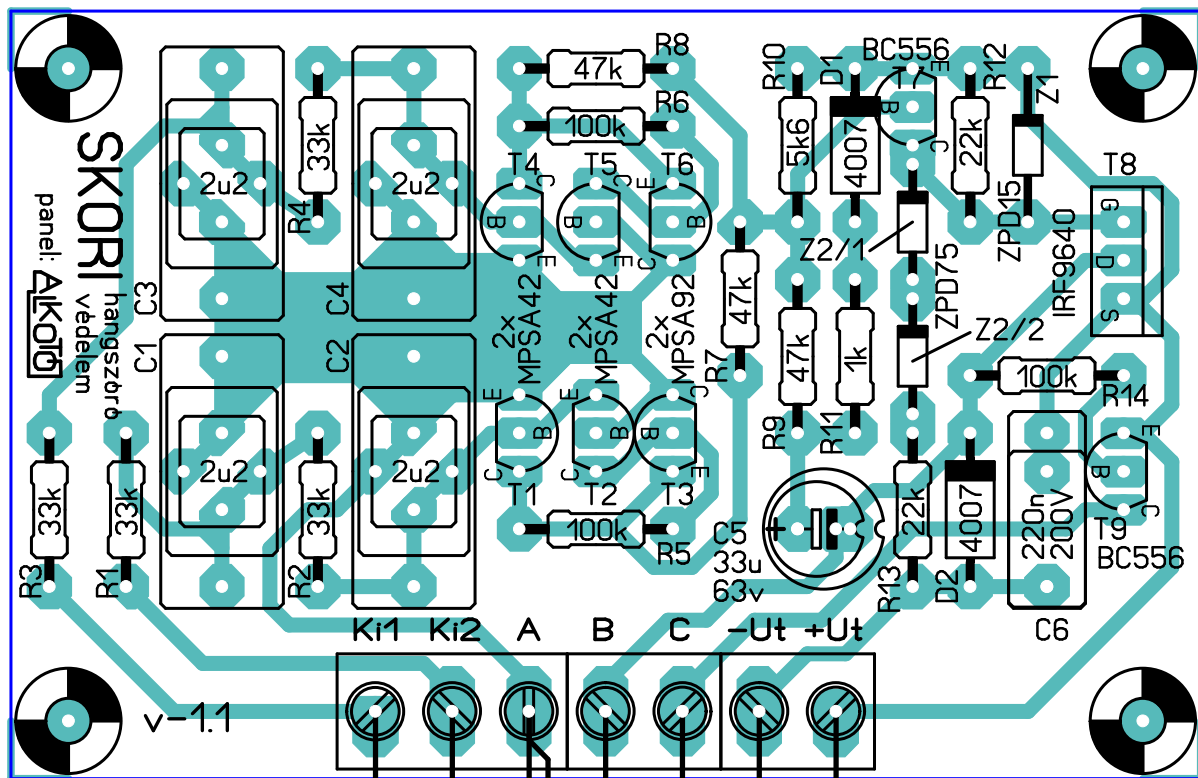 SKORI
hangszóró
védelem
panel: AKoTo
C3
C4
C1
C2
2u2
2u2
2u2
2u2
33k
R4
33k
R3
33k
R1
33k
R2
R8
47k
R6
100k
T4
T5
T6
C
B
E
C
B
E
E
B
C
2x
MPSA42
2x
MPSA42
2x
MPSA92
E
B
C
E
B
C
C
B
E
T1
T2
T3
100k
R5
47k
R7
R10
5k6
D1
4007
BC556
T7
E
B
C
R12
22k
Z1
ZPD15
Z2/1
ZPD75
Z2/2
T8
G
D
S
IRF9640
47k
R9
1k
R11
100k
R14
E
B
C
T9
BC556
+
C5
33u
63v
22k
R13
4007
D2
220n
200V
C6
Ki1 Ki2 A B C -Ut +Ut
v-1.1